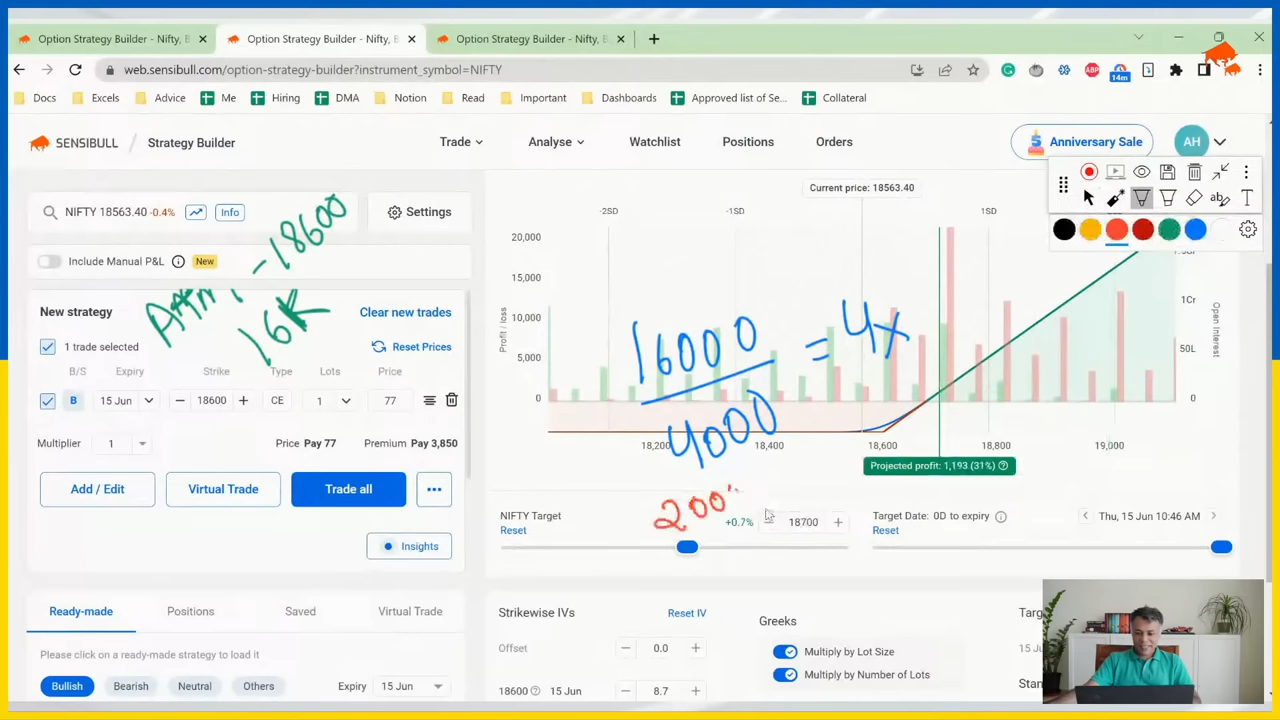 Option Strategy Builder - Nifty, B
Option Strategy Builder - Nifty, B
Option Strategy Builder - Nifty, B
web.sensibull.com/option-strategy-builder?instrument_symbol=NIFTY
ABP
14m
Docs
Excels
Advice
Me
Hiring
DMA
Notion
Read
Important
Dashboards
Approved list of Se...
Collateral
SENSIBULL / Strategy Builder
Trade
Analyse
Watchlist
Positions
Orders
5 Anniversary Sale
AH
NIFTY 18563.40 -0.4%
Info
Settings
Include Manual P&L
New
-18600
16K
New strategy
Clear new trades
1 trade selected
Reset Prices
B/S Expiry Strike TYPE Lots Price
B 15 Jun 18600 CE 1 77
Multiplier 1 Price Pay 77 Premium Pay 3,850
Add / Edit
Virtual Trade
Trade all
Insights
Ready-made
Positions
Saved
Virtual Trade
Please click on a ready-made strategy to load it
Bullish
Bearish
Neutral
Others
Expiry 15 Jun
Current price: 18563.40
-2SD -1SD 1SD
Profit / loss
20,000
15,000
10,000
5,000
0
Open Interest
1Cr
50L
0
16000 = 4x
4000
18,200 18,400 18,600 18,800 19,000
Projected profit: 1,193 (31%)
200
NIFTY Target
Reset
+0.7%
18700
Target Date: 0D to expiry
Reset
Thu, 15 Jun 10:46 AM
Strikewise IVs
Reset IV
Offset 0.0
18600 15 Jun 8.7
Greeks
Multiply by Lot Size
Multiply by Number of Lots
15 J